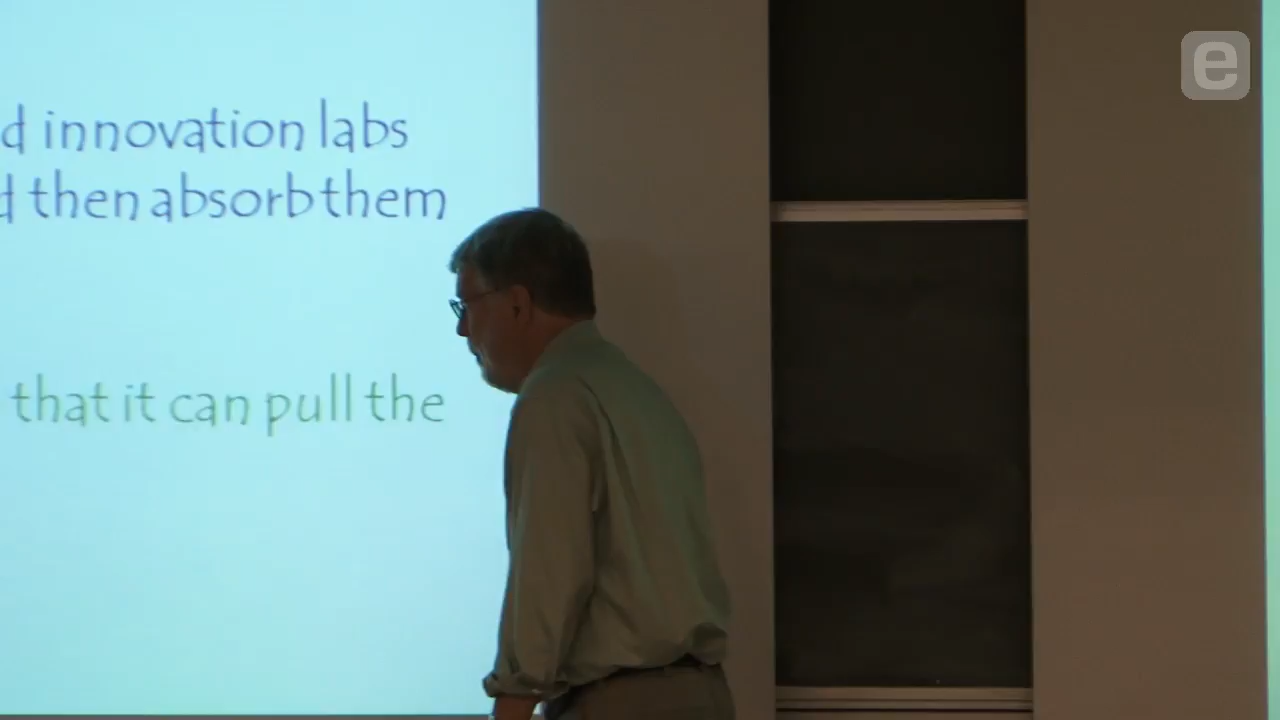 d innovation labs
d then absorb them
that it can pull the
e